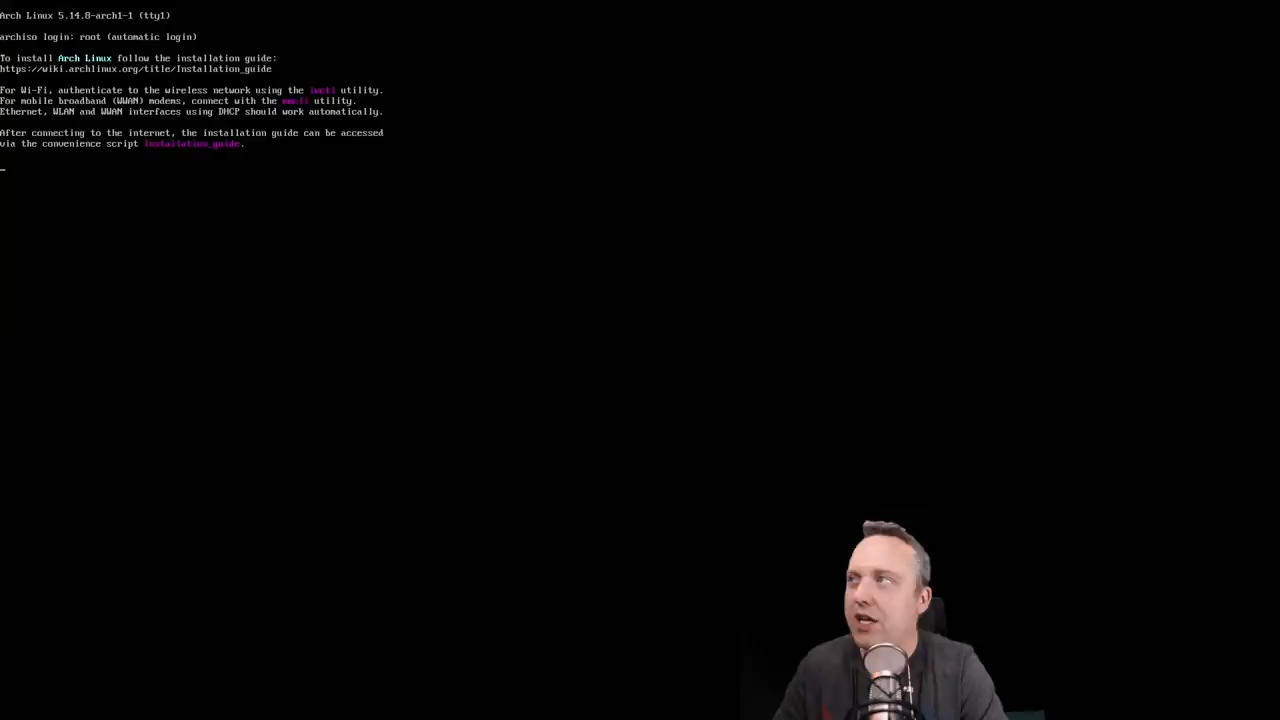 Arch Linux 5.14.8-arch1-1 (tty1)
archiso login: root (automatic login)
To install Arch Linux follow the installation guide:
https://wiki.archlinux.org/title/Installation_guide
For Wi-Fi, authenticate to the wireless network using the iwctl utility.
For mobile broadband (WWAN) modems, connect with the mmcli utility.
Ethernet, WLAN and WWAN interfaces using DHCP should work automatically.
After connecting to the internet, the installation guide can be accessed
via the convenience script Installation_guide.